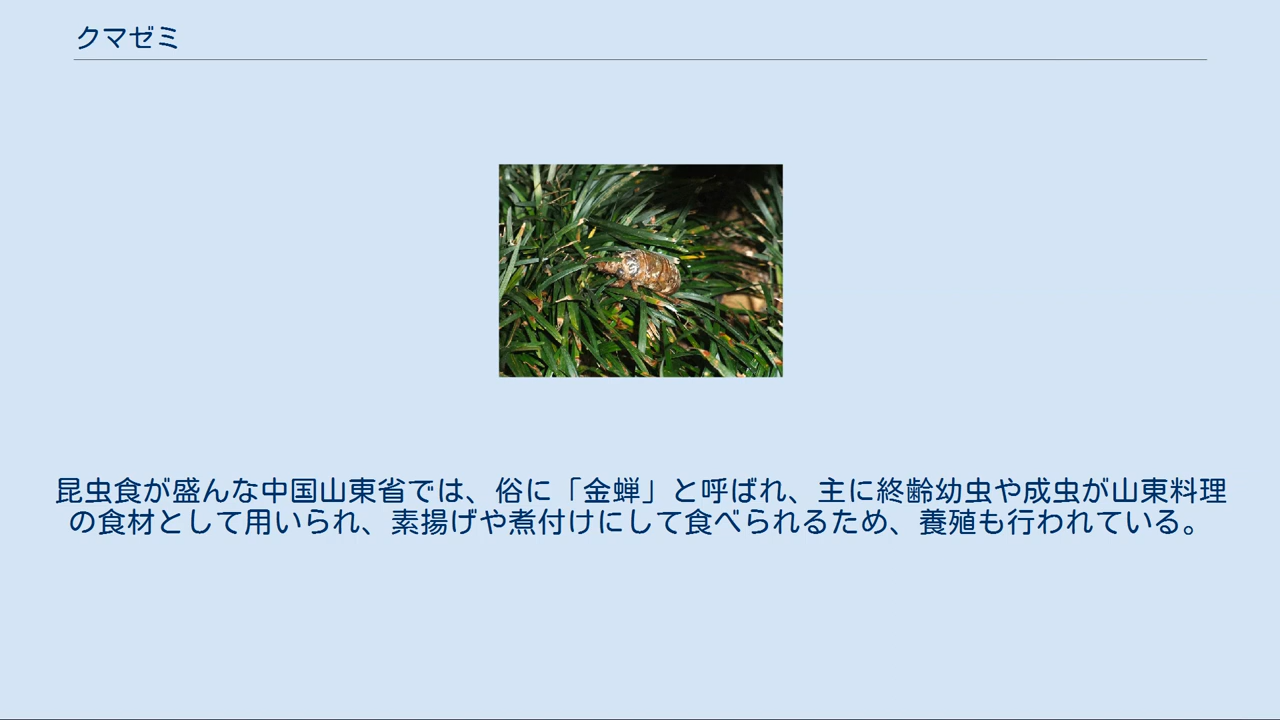 クマゼミ
昆虫食が盛んな中国山東省では、俗に「金蝉」と呼ばれ、主に終齢幼虫や成虫が山東料理
の食材として用いられ、素揚げや煮付けにして食べられるため、養殖も行われている。